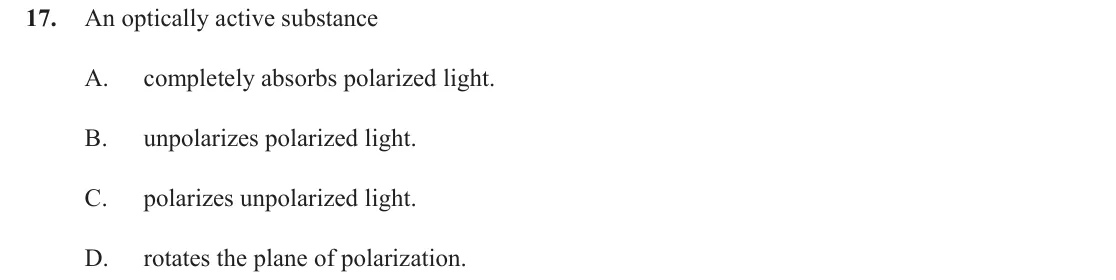 17. An optically active substance
A. completely absorbs polarized light.
B. unpolarizes polarized light.
C. polarizes unpolarized light.
D. rotates the plane of polarization.